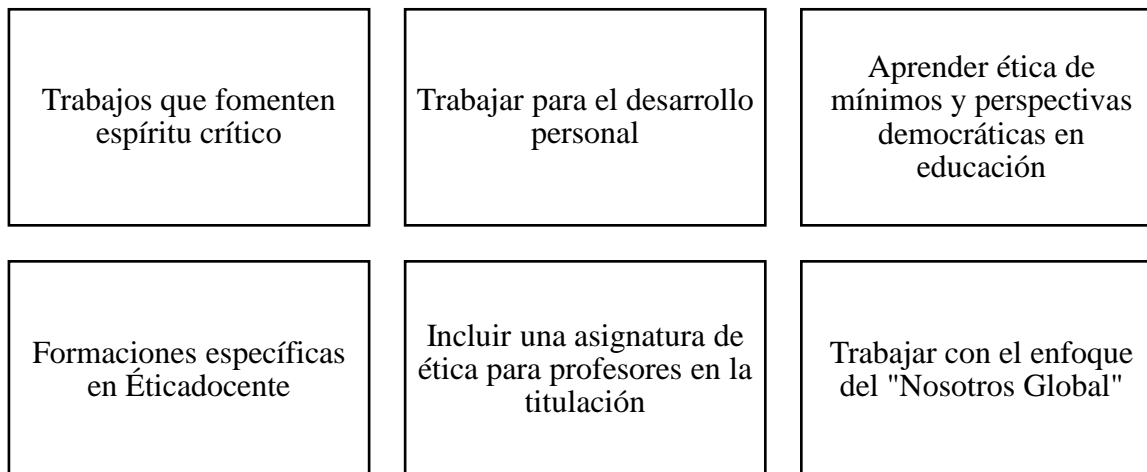 Trabajos que fomenten
espíritu crítico
Trabajar para el desarrollo
personal
Aprender ética de
mínimos y perspectivas
democráticas en
educación
Formaciones específicas
en Éticadocente
Incluir una asignatura de
ética para profesores en la
titulación
Trabajar con el enfoque
del "Nosotros Global"